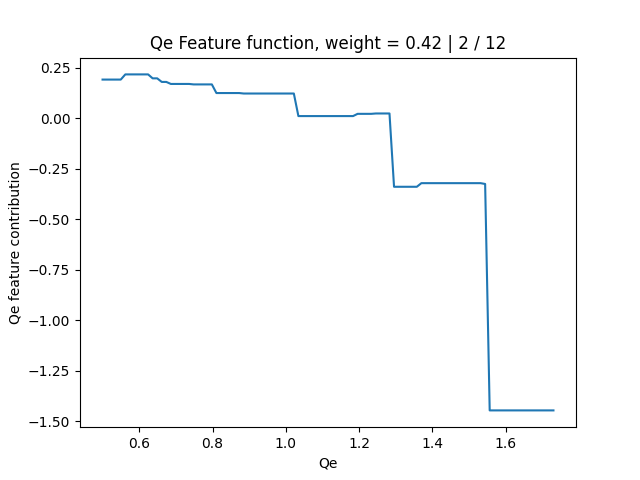 Qe Feature function, weight = 0.42 | 2 / 12
0.25
0.00
−0.25
−0.50
−0.75
−1.00
−1.25
−1.50
Qe feature contribution
0.6 0.8 1.0 1.2 1.4 1.6
Qe